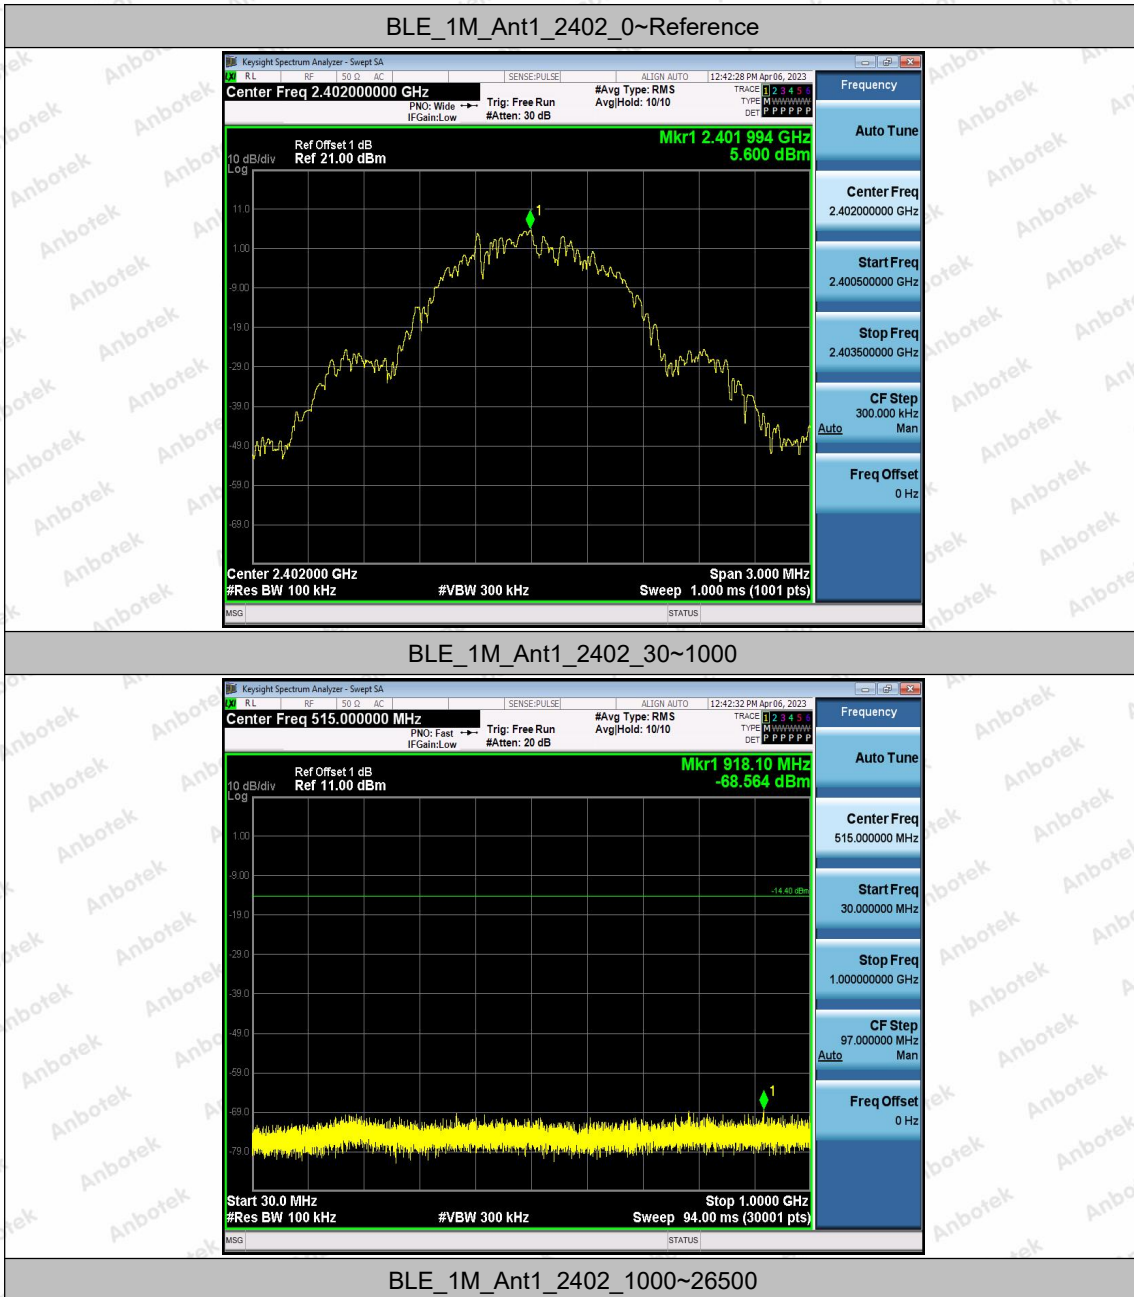 BLE_1M_Ant1_2402_0~Reference
Keysight Spectrum Analyzer - Swept SA
LXI RL RF 50 Ω AC SENSE:PULSE ALIGN AUTO 12:42:28 PM Apr 06, 2023
Center Freq 2.402000000 GHz
PNO: Wide
IFGain:Low
Trig: Free Run
#Atten: 30 dB
#Avg Type: RMS
Avg|Hold: 10/10
TRACE 1 2 3 4 5 6
TYPE M WWWWW
DET P P P P P P
Ref Offset 1 dB
10 dB/div Ref 21.00 dBm
Log
Mkr1 2.401 994 GHz
5.600 dBm
1
11.0
1.00
-9.00
-19.0
-29.0
-39.0
-49.0
-59.0
-69.0
Center 2.402000 GHz Span 3.000 MHz
#Res BW 100 kHz #VBW 300 kHz Sweep 1.000 ms (1001 pts)
MSG STATUS
Frequency
Auto Tune
Center Freq
2.402000000 GHz
Start Freq
2.400500000 GHz
Stop Freq
2.403500000 GHz
CF Step
300.000 kHz
Auto Man
Freq Offset
0 Hz
BLE_1M_Ant1_2402_30~1000
Keysight Spectrum Analyzer - Swept SA
LXI RL RF 50 Ω AC SENSE:PULSE ALIGN AUTO 12:42:32 PM Apr 06, 2023
Center Freq 515.000000 MHz
PNO: Fast
IFGain:Low
Trig: Free Run
#Atten: 20 dB
#Avg Type: RMS
Avg|Hold: 10/10
TRACE 1 2 3 4 5 6
TYPE M WWWWW
DET P P P P P P
Ref Offset 1 dB
10 dB/div Ref 11.00 dBm
Log
Mkr1 918.10 MHz
-68.564 dBm
1.00
-9.00
-14.40 dBm
-19.0
-29.0
-39.0
-49.0
-59.0
1
-69.0
-79.0
Start 30.0 MHz Stop 1.0000 GHz
#Res BW 100 kHz #VBW 300 kHz Sweep 94.00 ms (30001 pts)
MSG STATUS
Frequency
Auto Tune
Center Freq
515.000000 MHz
Start Freq
30.000000 MHz
Stop Freq
1.000000000 GHz
CF Step
97.000000 MHz
Auto Man
Freq Offset
0 Hz
BLE_1M_Ant1_2402_1000~26500